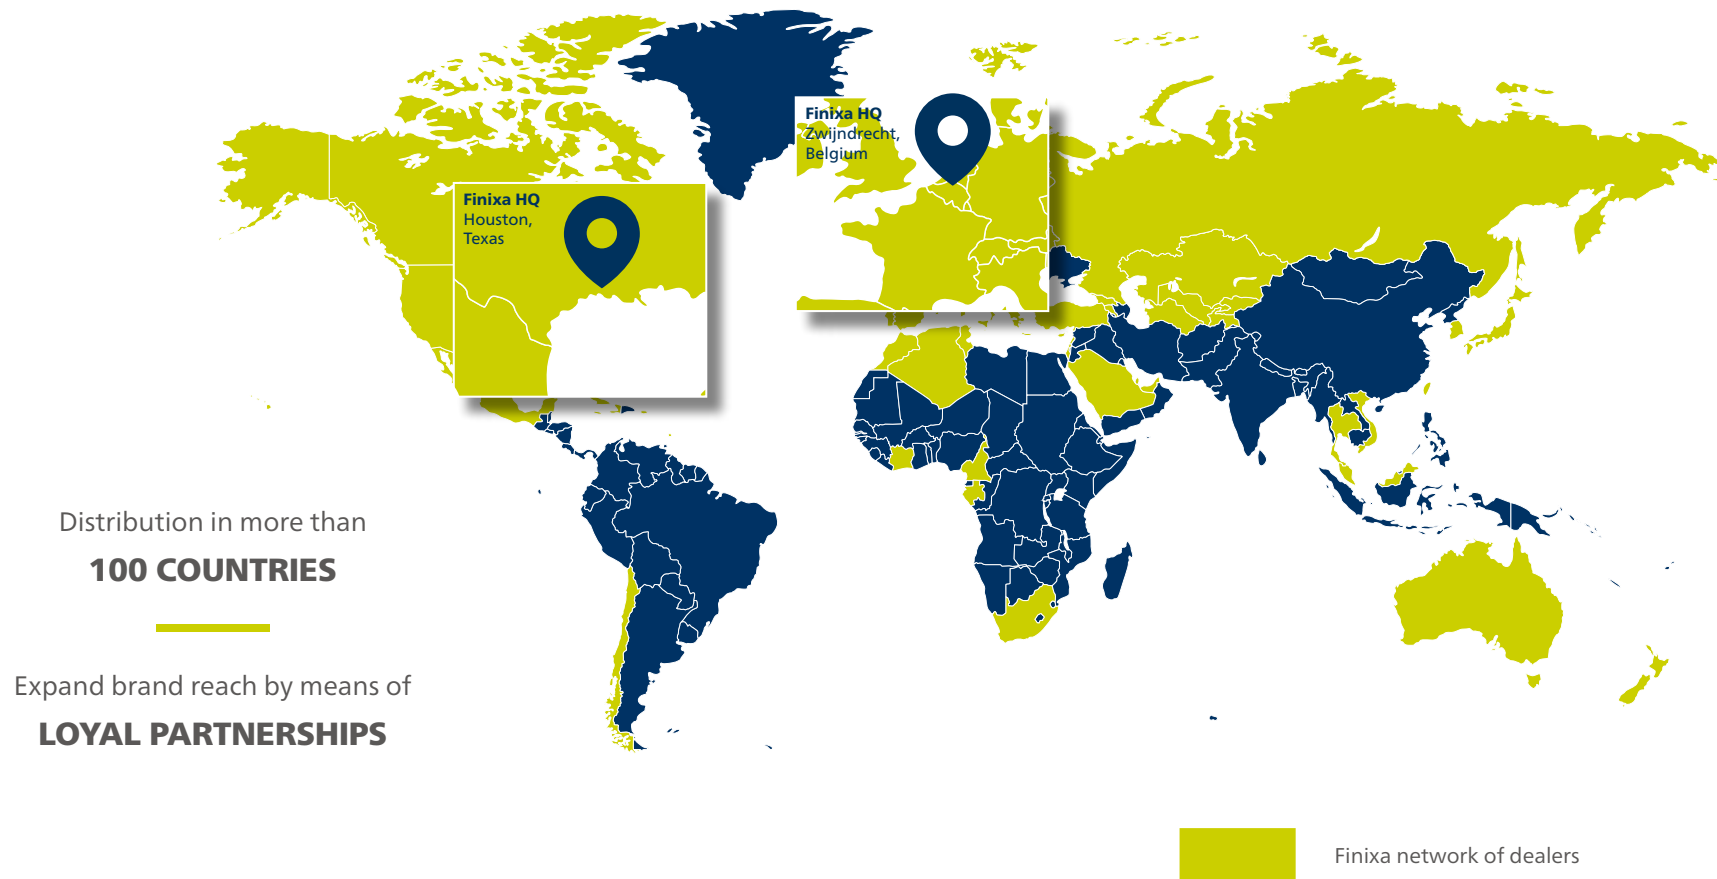 Finixa HQ
Zwijndrecht,
Belgium
Finixa HQ
Houston,
Texas
Distribution in more than
100 COUNTRIES
Expand brand reach by means of
LOYAL PARTNERSHIPS
Finixa network of dealers